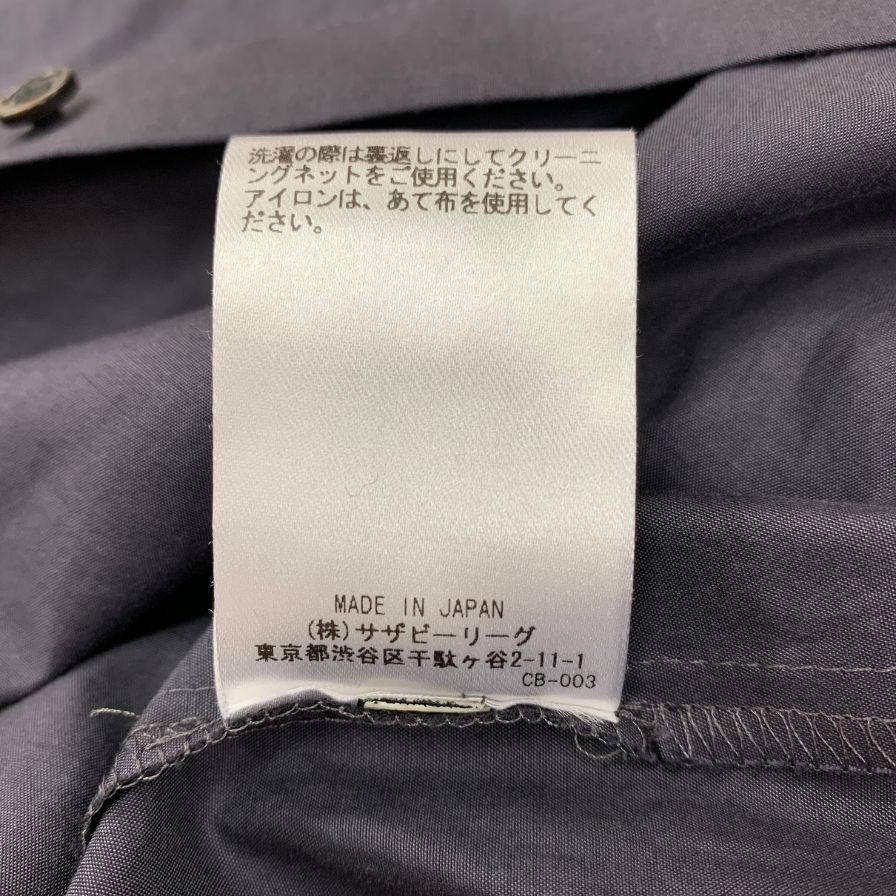 洗濯の際は裏返しにしてクリーニ
ングネットをご使用ください。
アイロンは、あて布を使用してく
ださい。
MADE IN JAPAN
(株)サザビーリーグ
東京都渋谷区千駄ヶ谷2-11-1
CB-003